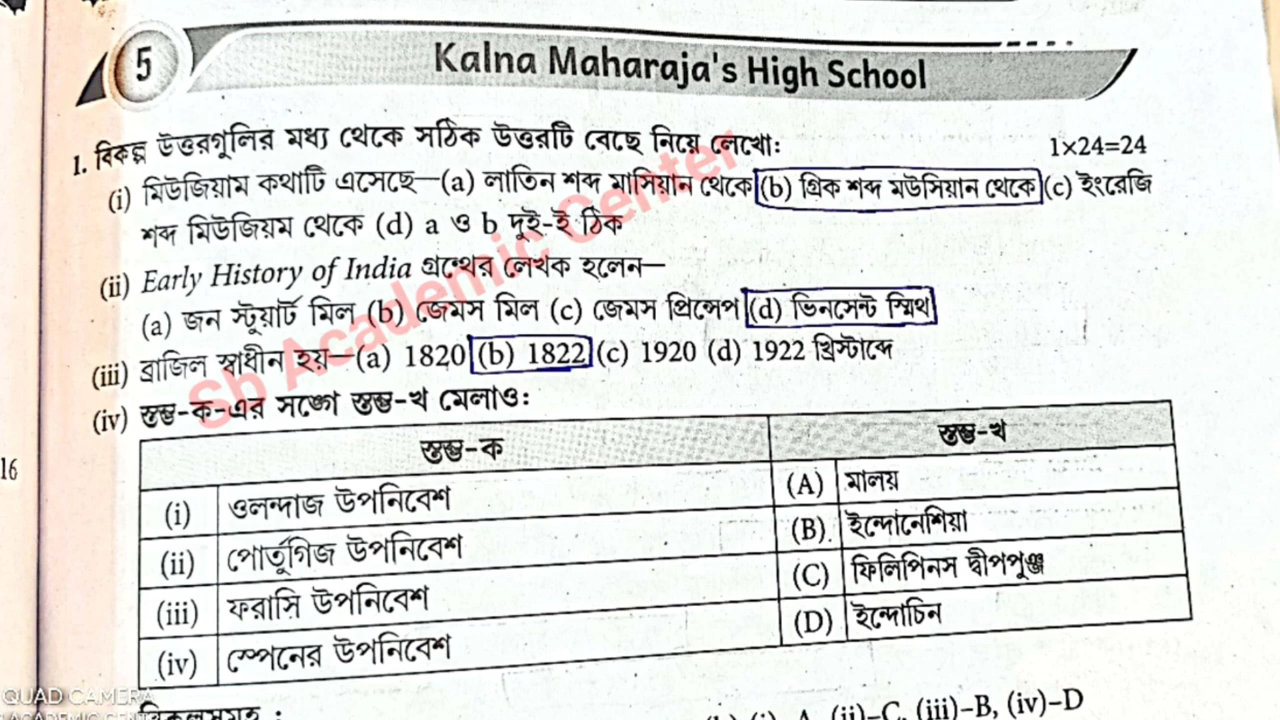 5
Kalna Maharaja's High School
1. বিকল্প উত্তরগুলির মধ্য থেকে সঠিক উত্তরটি বেছে নিয়ে লেখো: 1×24=24
(i) মিউজিয়াম কথাটি এসেছে—(a) লাতিন শব্দ মাসিয়ান থেকে (b) গ্রিক শব্দ মউসিয়ান থেকে (c) ইংরেজি
শব্দ মিউজিয়ম থেকে (d) a ও b দুই-ই ঠিক
(ii) Early History of India গ্রন্থের লেখক হলেন—
(a) জন স্টুয়ার্ট মিল (b) জেমস মিল (c) জেমস প্রিন্সেপ (d) ভিনসেন্ট স্মিথ
(iii) ব্রাজিল স্বাধীন হয়—(a) 1820 (b) 1822 (c) 1920 (d) 1922 খ্রিস্টাব্দে
(iv) স্তম্ভ-ক-এর সঙ্গে স্তম্ভ-খ মেলাও:
স্তম্ভ-ক স্তম্ভ-খ
(i) ওলন্দাজ উপনিবেশ (A) মালয়
(ii) পোর্তুগিজ উপনিবেশ (B) ইন্দোনেশিয়া
(iii) ফরাসি উপনিবেশ (C) ফিলিপিনস দ্বীপপুঞ্জ
(iv) স্পেনের উপনিবেশ (D) ইন্দোচিন
16
(ii)–C, (iii)–B, (iv)–D
Sb Academic Center
QUAD CAMERA